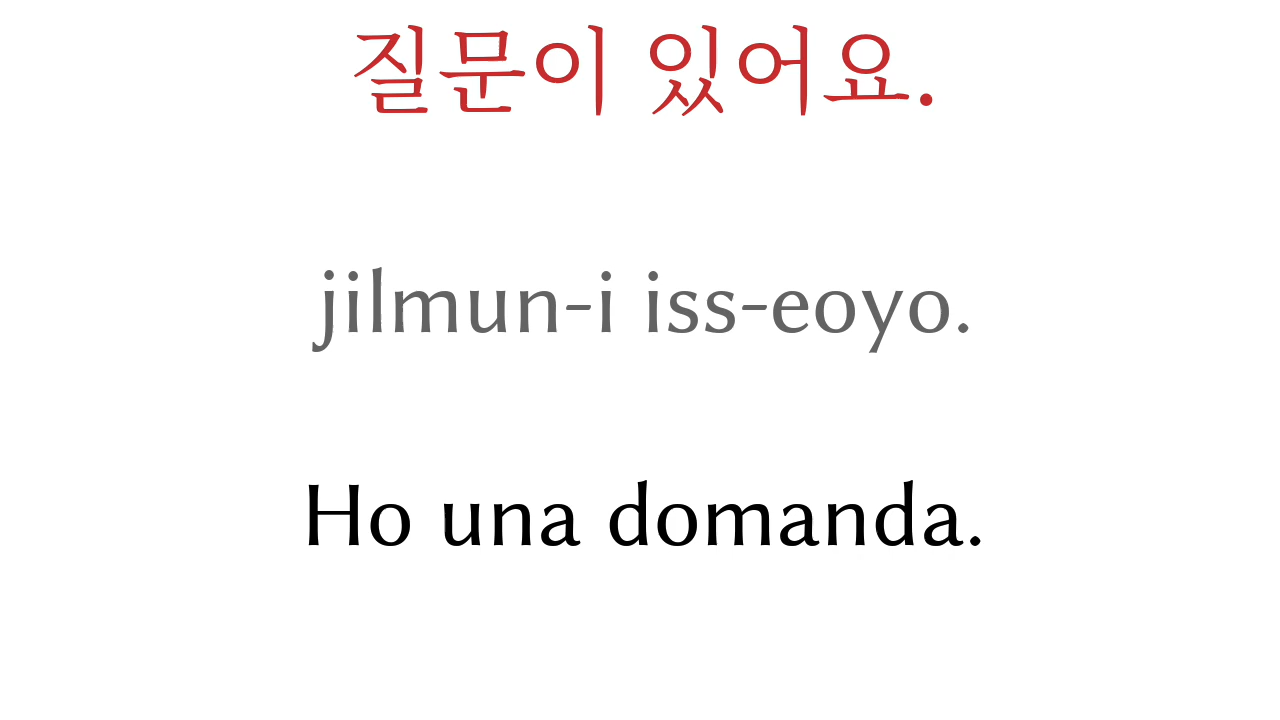 질문이 있어요.
jilmun-i iss-eoyo.
Ho una domanda.